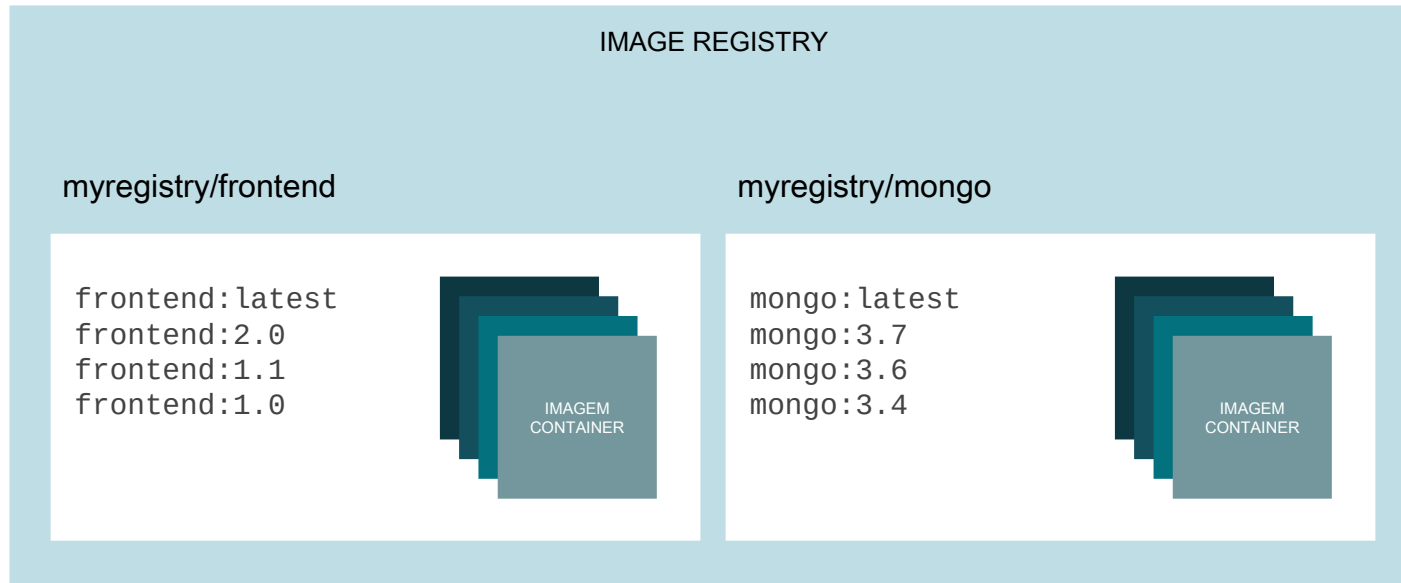 IMAGE REGISTRY
myregistry/frontend
frontend:latest
frontend:2.0
frontend:1.1
frontend:1.0
IMAGEM
CONTAINER
myregistry/mongo
mongo:latest
mongo:3.7
mongo:3.6
mongo:3.4
IMAGEM
CONTAINER